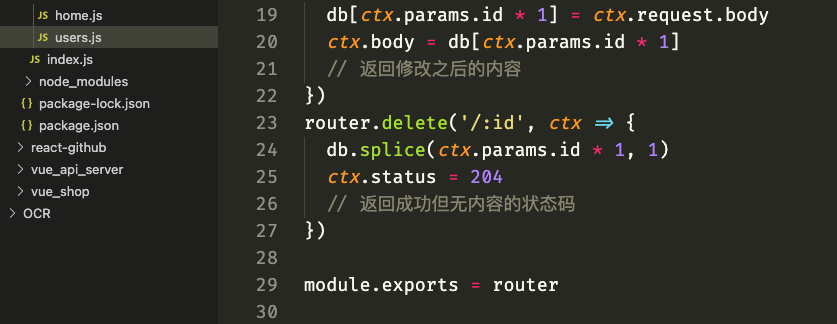 JS home.js
JS users.js
JS index.js
node_modules
{} package-lock.json
{} package.json
react-github
vue_api_server
vue_shop
OCR
19 db[ctx.params.id * 1] = ctx.request.body
20 ctx.body = db[ctx.params.id * 1]
21 // 返回修改之后的内容
22 })
23 router.delete('/:id', ctx => {
24 db.splice(ctx.params.id * 1, 1)
25 ctx.status = 204
26 // 返回成功但无内容的状态码
27 })
28
29 module.exports = router
30